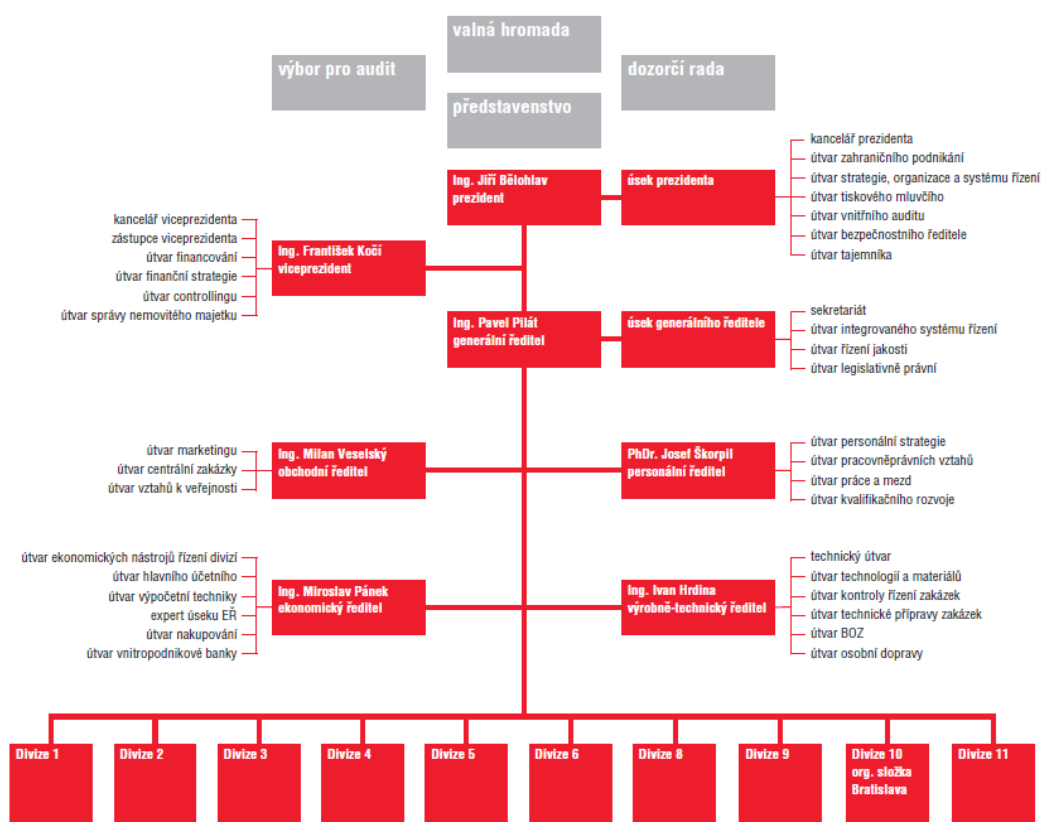 valná hromada
výbor pro audit
dozorčí rada
představenstvo
Ing. Jiří Bělohlav
prezident
úsek prezidenta
kancelář prezidenta
útvar zahraničního podnikání
útvar strategie, organizace a systému řízení
útvar tiskového mluvčího
útvar vnitřního auditu
útvar bezpečnostního ředitele
útvar tajemníka
kancelář viceprezidenta
zástupce viceprezidenta
útvar financování
útvar finanční strategie
útvar controllingu
útvar správy nemovitého majetku
Ing. František Kočí
viceprezident
Ing. Pavel Pilát
generální ředitel
úsek generálního ředitele
sekretariát
útvar integrovaného systému řízení
útvar řízení jakosti
útvar legislativně právní
útvar marketingu
útvar centrální zakázky
útvar vztahů k veřejnosti
Ing. Milan Veselský
obchodní ředitel
PhDr. Josef Škorpil
personální ředitel
útvar personální strategie
útvar pracovněprávních vztahů
útvar práce a mezd
útvar kvalifikačního rozvoje
útvar ekonomických nástrojů řízení divizí
útvar hlavního účetního
útvar výpočetní techniky
expert úseku EŘ
útvar nakupování
útvar vnitropodnikové banky
Ing. Miroslav Pánek
ekonomický ředitel
Ing. Ivan Hrdina
výrobně-technický ředitel
technický útvar
útvar technologií a materiálů
útvar kontroly řízení zakázek
útvar technické přípravy zakázek
útvar BOZ
útvar osobní dopravy
Divize 1
Divize 2
Divize 3
Divize 4
Divize 5
Divize 6
Divize 8
Divize 9
Divize 10
org. složka
Bratislava
Divize 11